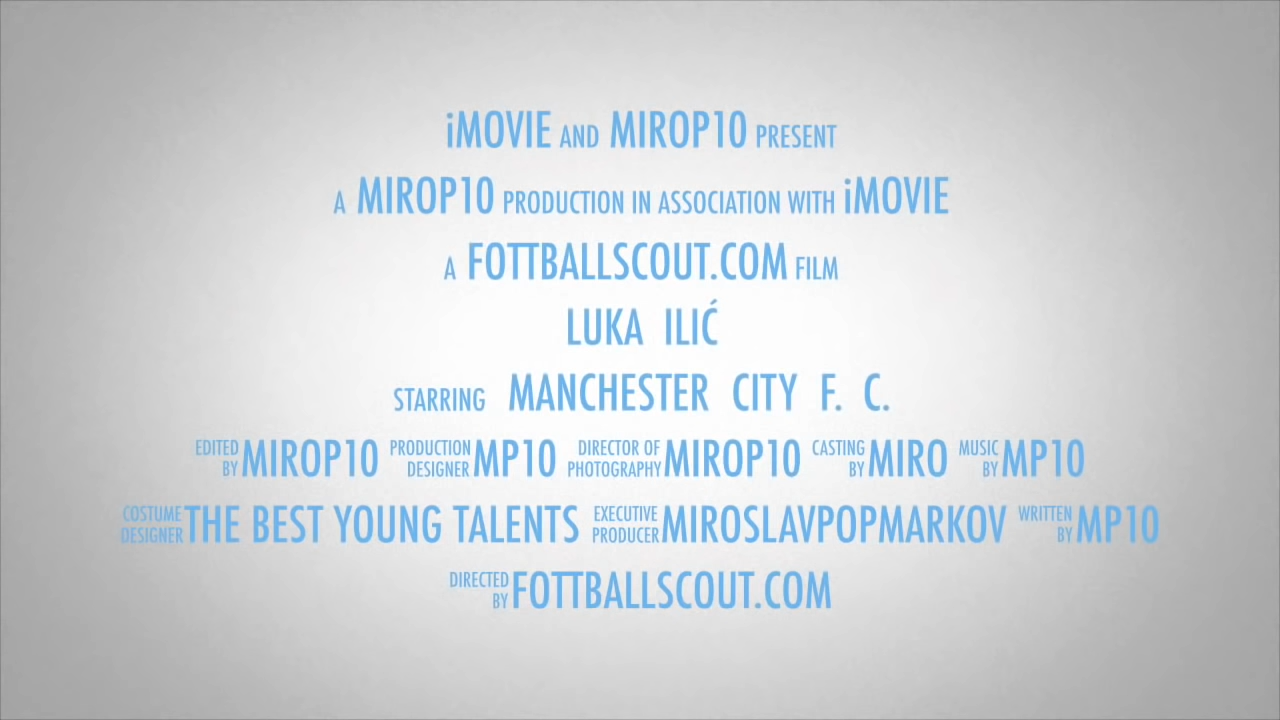 iMOVIE AND MIROP10 PRESENT
A MIROP10 PRODUCTION IN ASSOCIATION WITH iMOVIE
A FOTTBALLSCOUT.COM FILM
LUKA ILIĆ
STARRING MANCHESTER CITY F. C.
EDITED BY MIROP10 PRODUCTION DESIGNER MP10 DIRECTOR OF PHOTOGRAPHY MIROP10 CASTING BY MIRO MUSIC BY MP10
COSTUME DESIGNER THE BEST YOUNG TALENTS EXECUTIVE PRODUCER MIROSLAVPOPMARKOV WRITTEN BY MP10
DIRECTED BY FOTTBALLSCOUT.COM